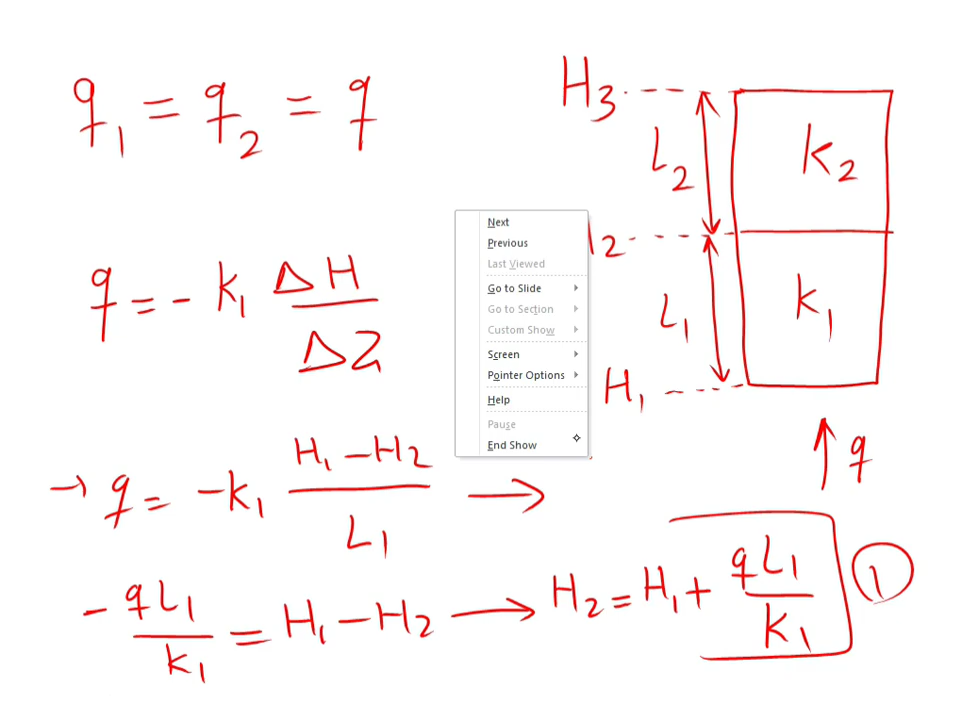 q₁ = q₂ = q
H₃
L₂
K₂
₂
L₁
K₁
H₁
q
q = - K₁ ΔH / ΔZ
→ q = -K₁ (H₁ - H₂) / L₁ →
- qL₁ / K₁ = H₁ - H₂ → H₂ = H₁ + qL₁ / K₁ ①
Next
Previous
Last Viewed
Go to Slide
Go to Section
Custom Show
Screen
Pointer Options
Help
Pause
End Show